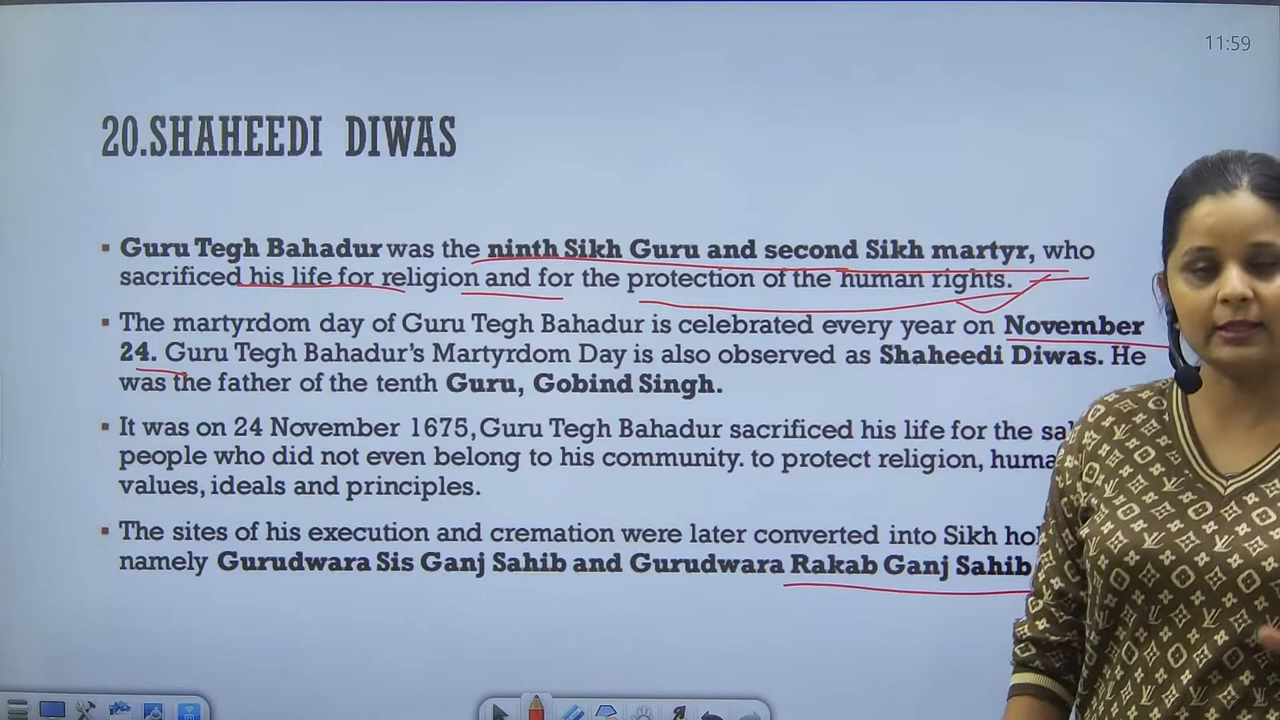 11:59
20.SHAHEEDI DIWAS
▪ Guru Tegh Bahadur was the ninth Sikh Guru and second Sikh martyr, who
sacrificed his life for religion and for the protection of the human rights.
▪ The martyrdom day of Guru Tegh Bahadur is celebrated every year on November
24. Guru Tegh Bahadur's Martyrdom Day is also observed as Shaheedi Diwas. He
was the father of the tenth Guru, Gobind Singh.
▪ It was on 24 November 1675, Guru Tegh Bahadur sacrificed his life for the
people who did not even belong to his community. to protect religion,
values, ideals and principles.
▪ The sites of his execution and cremation were later converted into Sikh
namely Gurudwara Sis Ganj Sahib and Gurudwara Rakab Ganj Sahib